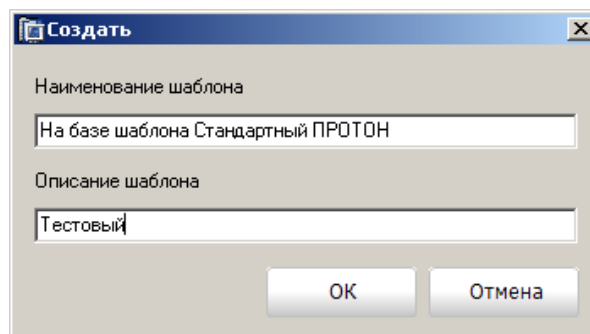 Создать
Наименование шаблона
На базе шаблона Стандартный ПРОТОН
Описание шаблона
Тестовый
ОК Отмена